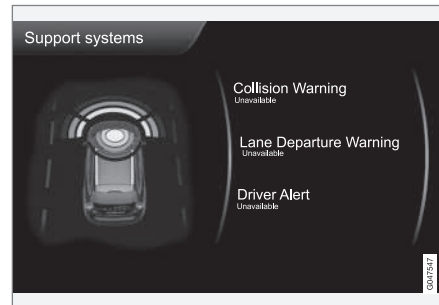 Support systems
Collision Warning
Unavailable
Lane Departure Warning
Unavailable
Driver Alert
Unavailable
G047547